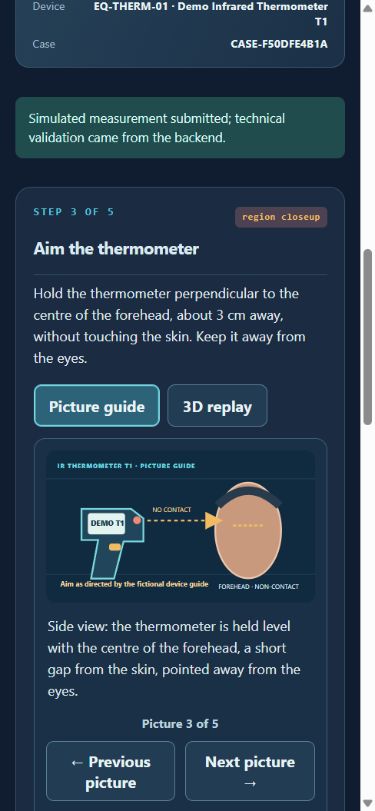 Device EQ-THERM-01 · Demo Infrared Thermometer
T1
Case CASE-F50DFE4B1A
Simulated measurement submitted; technical
validation came from the backend.
STEP 3 OF 5
region closeup
Aim the thermometer
Hold the thermometer perpendicular to the
centre of the forehead, about 3 cm away,
without touching the skin. Keep it away from
the eyes.
Picture guide
3D replay
IR THERMOMETER T1 · PICTURE GUIDE
NO CONTACT
DEMO T1
Aim as directed by the fictional device guide
FOREHEAD · NON-CONTACT
Side view: the thermometer is held level
with the centre of the forehead, a short
gap from the skin, pointed away from the
eyes.
Picture 3 of 5
← Previous
picture
Next picture
→